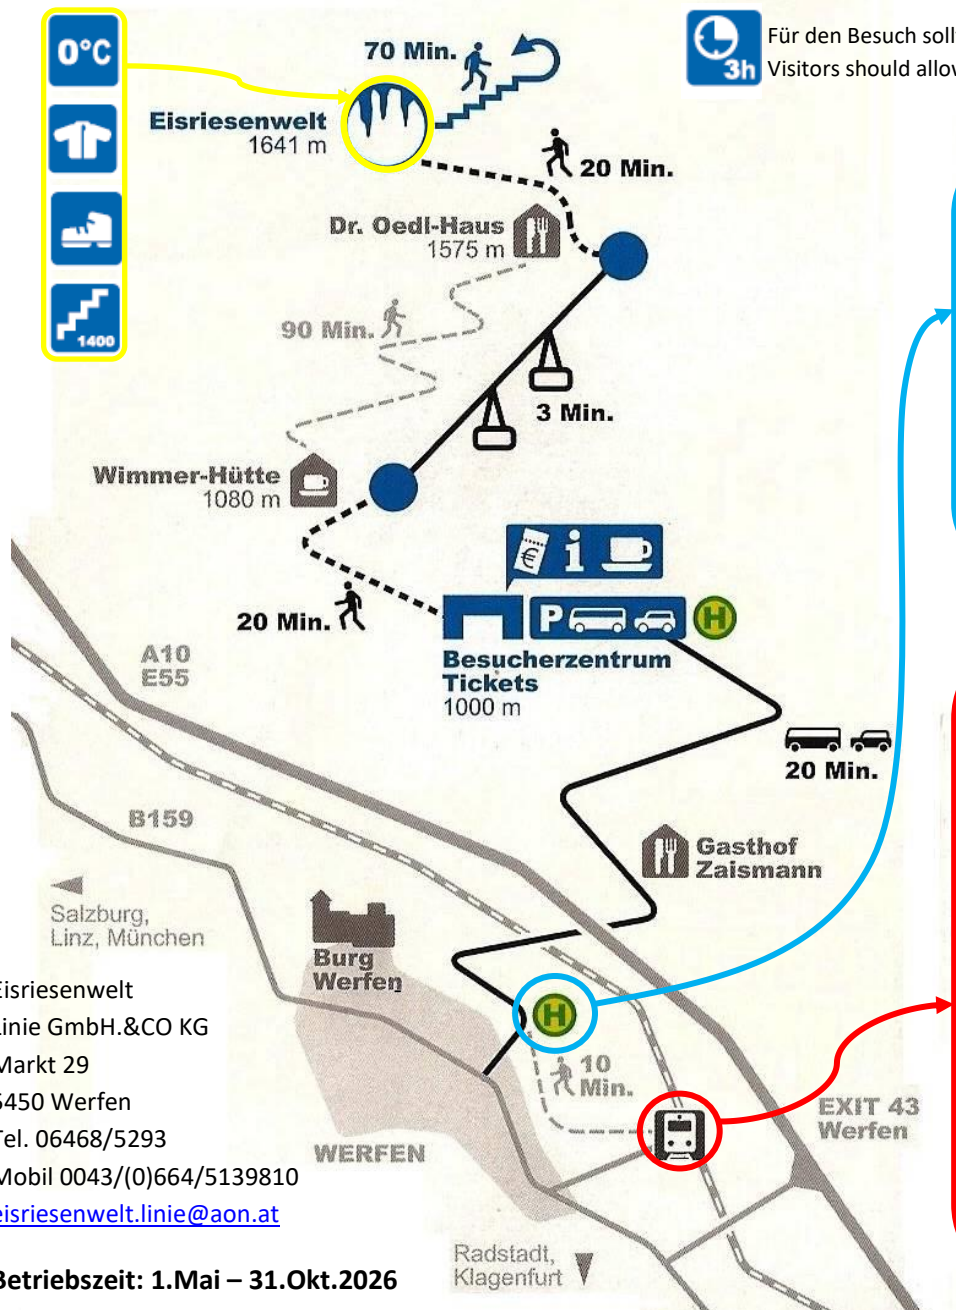 0°C
70 Min.
3h
Für den Besuch soll
Visitors should allow
Eisriesenwelt
1641 m
20 Min.
Dr. Oedl-Haus
1575 m
1400
90 Min.
3 Min.
Wimmer-Hütte
1080 m
€ i
20 Min.
P H
Besucherzentrum
Tickets
1000 m
A10
E55
20 Min.
B159
Gasthof
Zaismann
Salzburg,
Linz, München
Burg
Werfen
H
10
Min.
EXIT 43
Werfen
WERFEN
Eisriesenwelt
Linie GmbH.&CO KG
Markt 29
5450 Werfen
Tel. 06468/5293
Mobil 0043/(0)664/5139810
eisriesenwelt.linie@aon.at
Radstadt,
Klagenfurt
Betriebszeit: 1.Mai – 31.Okt.2026